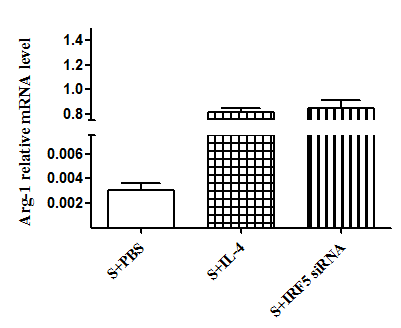 Arg-1 relative mRNA level
1.4
1.2
1.0
0.8
0.006
0.004
0.002
S+PBS
S+IL-4
S+IRF5 siRNA